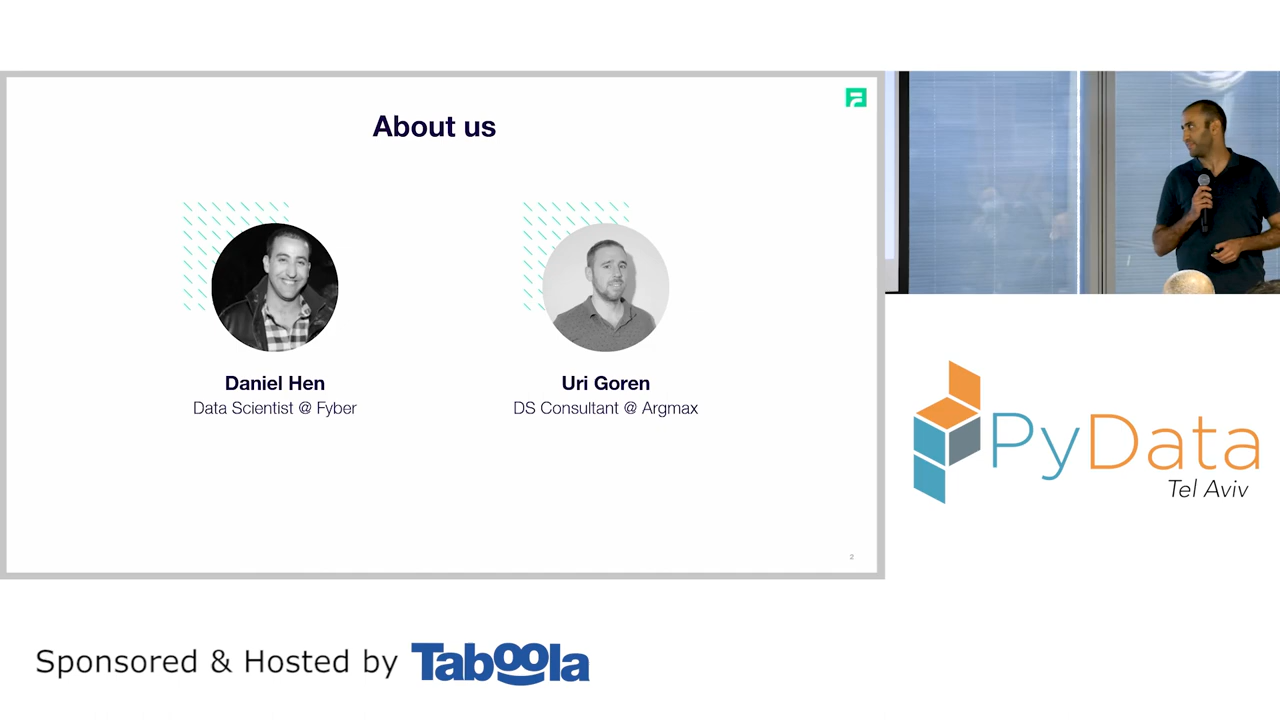 About us
Daniel Hen
Data Scientist @ Fyber
Uri Goren
DS Consultant @ Argmax
2
PyData
Tel Aviv
Sponsored & Hosted by Taboola